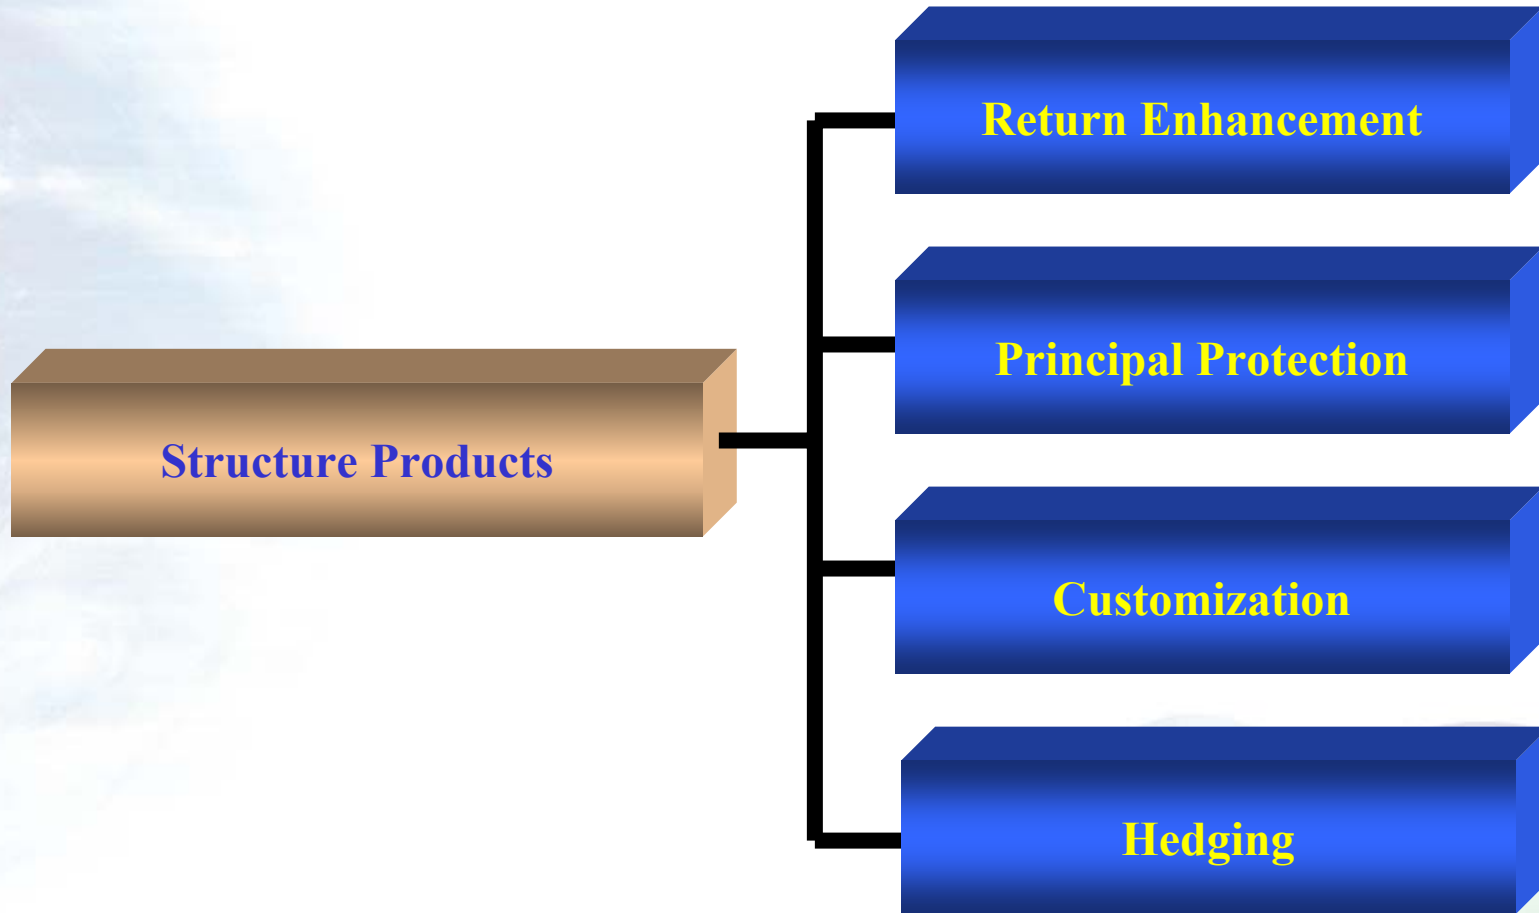 Return Enhancement
Principal Protection
Structure Products
Customization
Hedging